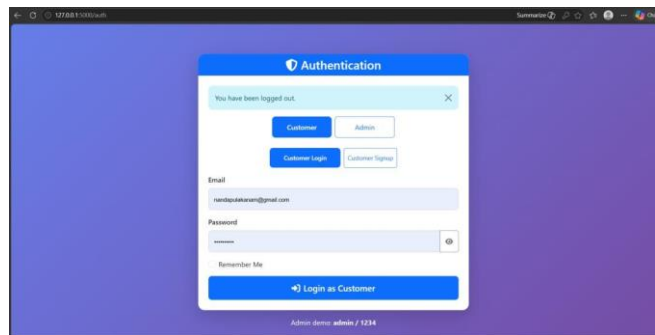 127.0.0.1:5000/auth
Summarize
Authentication
You have been logged out.
Customer Admin
Customer Login Customer Signup
Email
nandapulakanam@gmail.com
Password
Remember Me
Login as Customer
Admin demo: admin / 1234